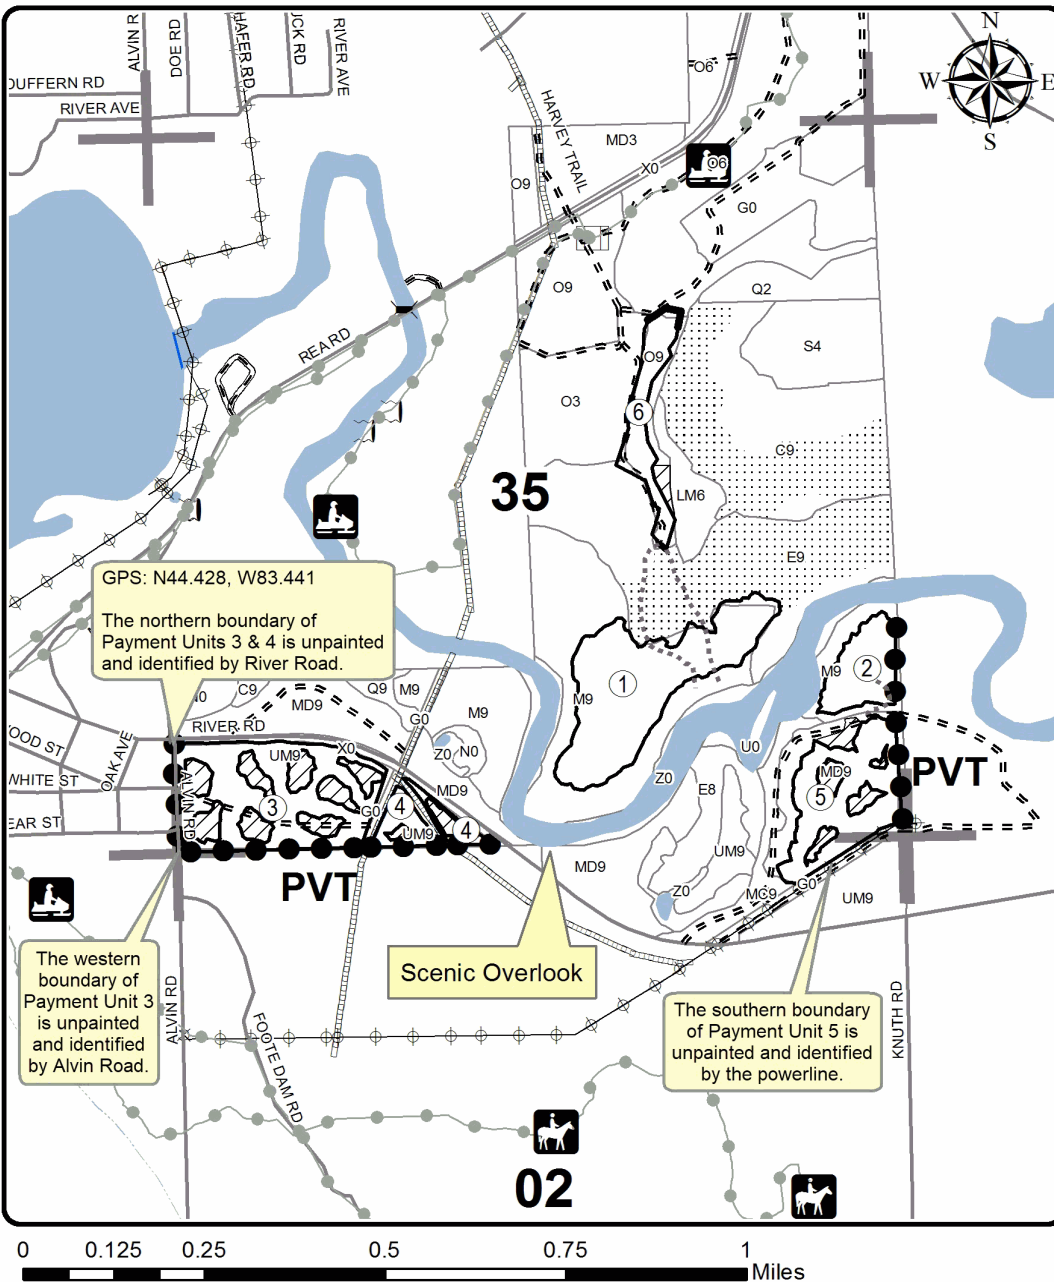 ALVIN R
DOE RD
HAFER RD
UCK RD
RIVER AVE
DUFFERN RD
RIVER AVE
HARVEY TRAIL
N
W
E
S
O6
MD3
X0
O6
O9
G0
O9
Q2
REA RD
O9
S4
O3
6
C9
35
LM6
E9
GPS: N44.428, W83.441
The northern boundary of
Payment Units 3 & 4 is unpainted
and identified by River Road.
1
M9
2
M9
N0
C9
MD9
Q9
M9
M9
RIVER RD
G0
OOD ST
OAK AVE
X0
UM9
Z0
N0
U0
WHITE ST
ALVIN RD
Z0
MD9
PVT
MD9
E8
3
G0
4
5
EAR ST
UM9
4
UM9
MD9
PVT
Z0
MC9
G0
UM9
Scenic Overlook
The western
boundary of
Payment Unit 3
is unpainted
and identified
by Alvin Road.
ALVIN RD
FOOTE DAM RD
The southern boundary
of Payment Unit 5 is
unpainted and identified
by the powerline.
KNUTH RD
02
0
0.125
0.25
0.5
0.75
1
Miles